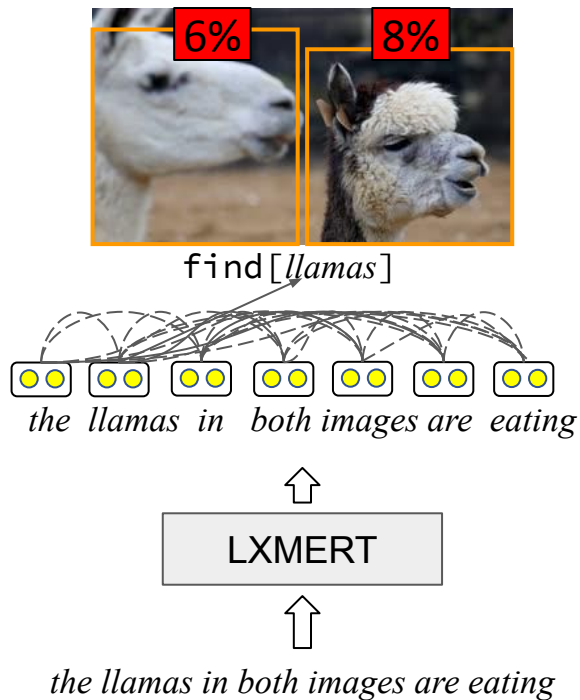 6% 8%
find[llamas]
the llamas in both images are eating
LXMERT
the llamas in both images are eating